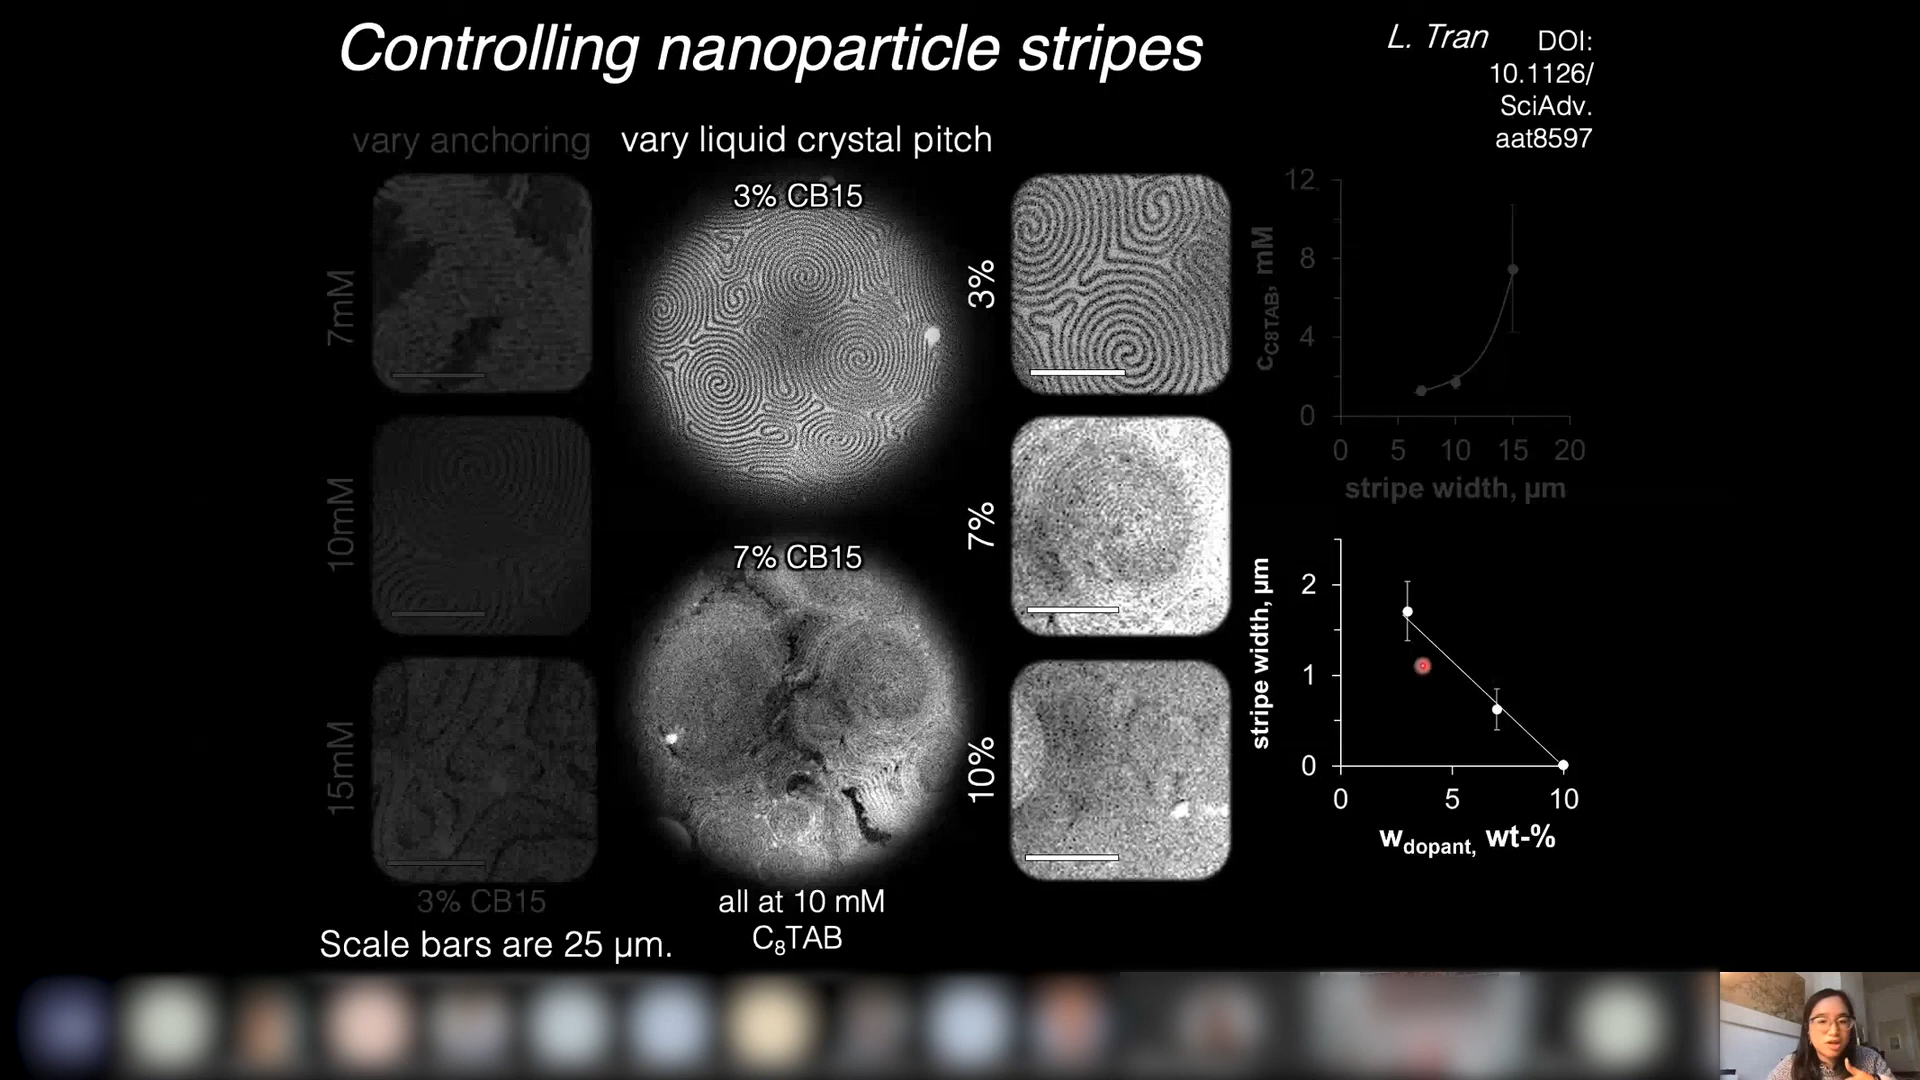 Controlling nanoparticle stripes
L. Tran
DOI:
10.1126/
SciAdv.
aat8597
vary anchoring
vary liquid crystal pitch
7mM
10mM
15mM
3% CB15
Scale bars are 25 µm.
3% CB15
7% CB15
all at 10 mM
C₈TAB
3%
7%
10%
12
8
4
0
cC8TAB, mM
0 5 10 15 20
stripe width, µm
2
1
0
stripe width, µm
0 5 10
wdopant, wt-%